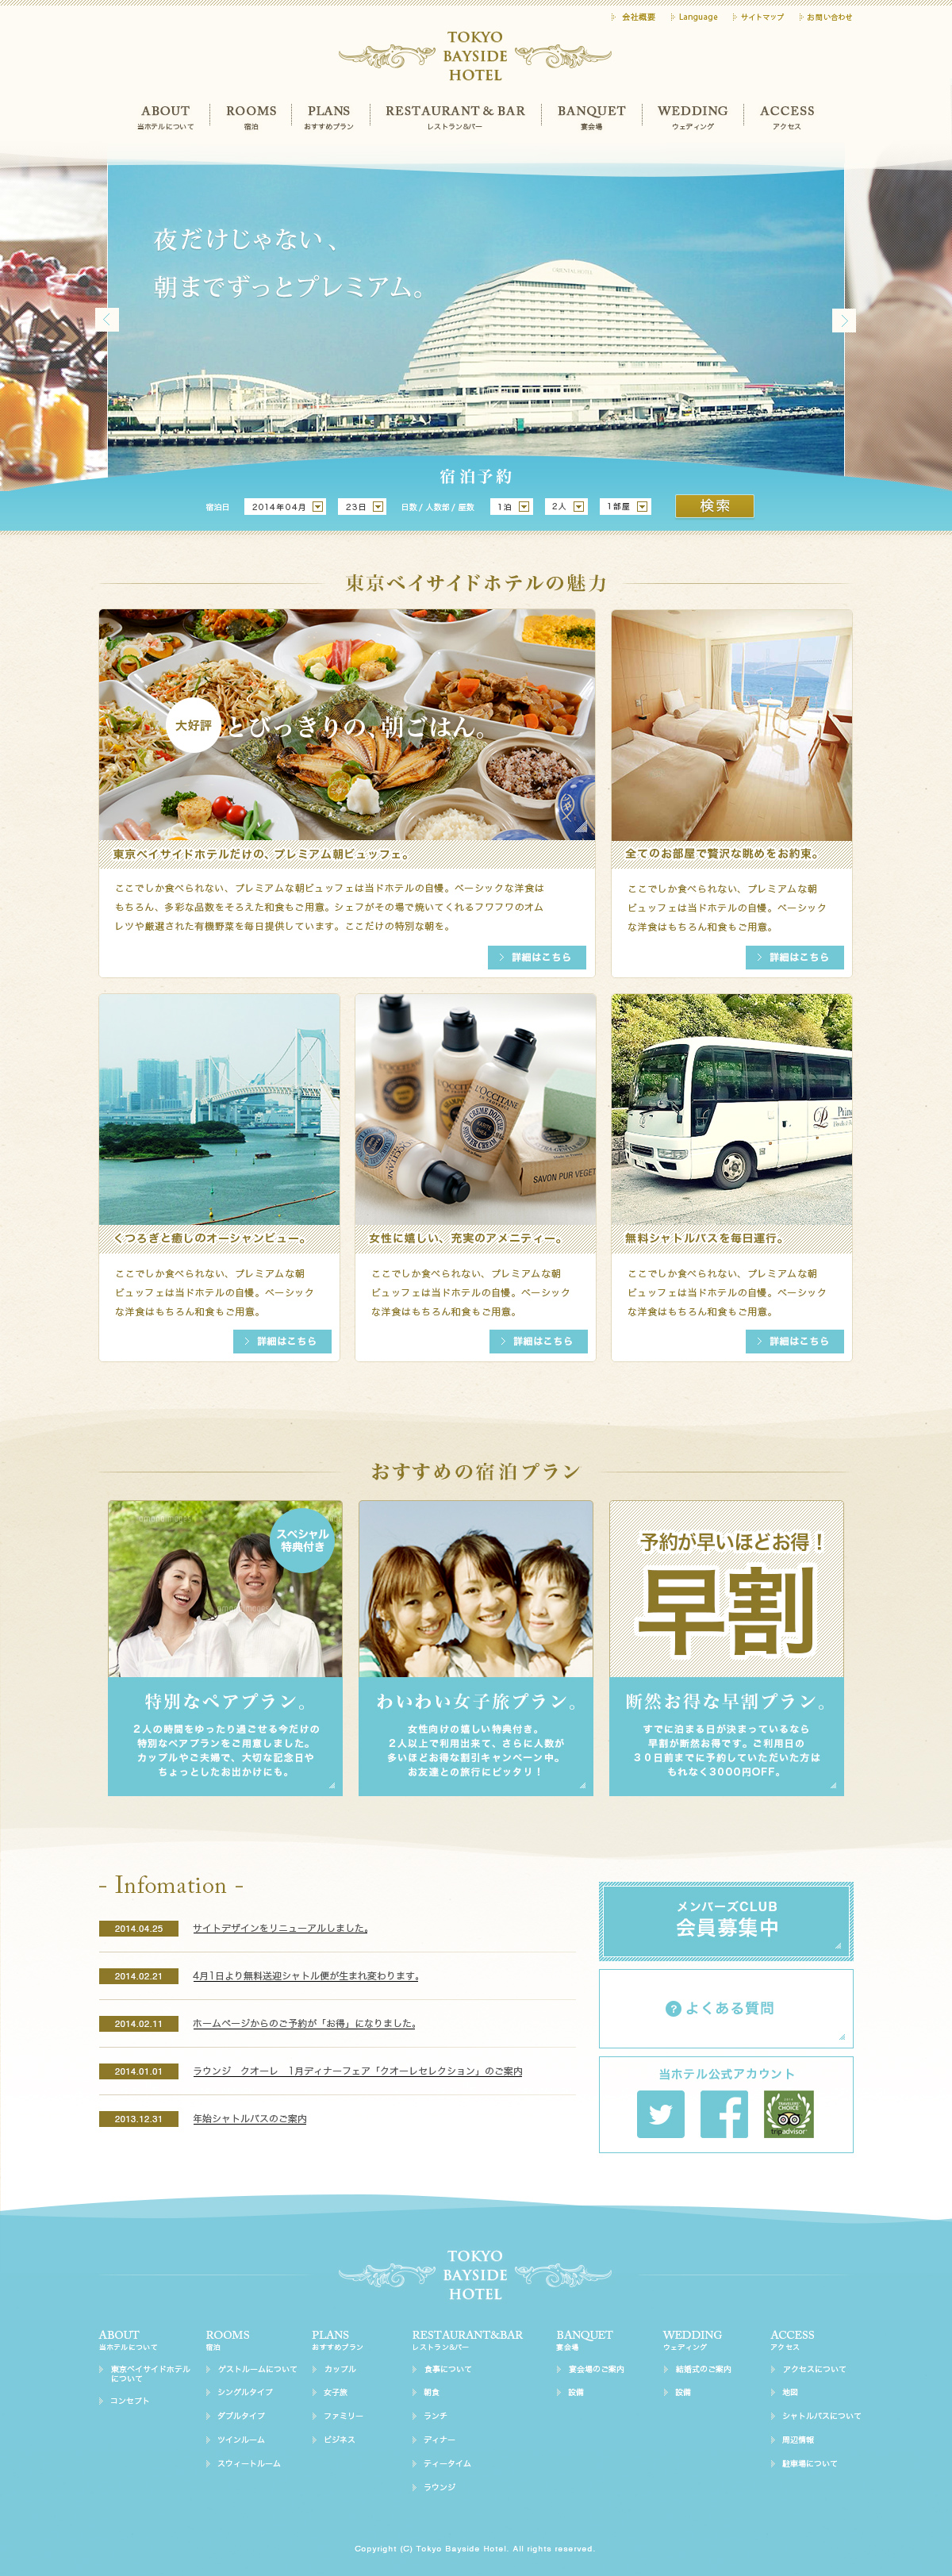 会社概要
Language
サイトマップ
お問い合わせ
TOKYO
BAYSIDE
HOTEL
ABOUT
当ホテルについて
ROOMS
宿泊
PLANS
おすすめプラン
RESTAURANT & BAR
レストラン&バー
BANQUET
宴会場
WEDDING
ウェディング
ACCESS
アクセス
夜だけじゃない、
朝までずっとプレミアム。
ORIENTAL HOTEL
宿泊予約
宿泊日
2014年04月
23日
日数 / 人数部 / 屋数
1泊
2人
1部屋
検索
東京ベイサイドホテルの魅力
大好評
とびっきりの、朝ごはん。
東京ベイサイドホテルだけの、プレミアム朝ビュッフェ。
ここでしか食べられない、プレミアムな朝ビュッフェは当ドホテルの自慢。ベーシックな洋食は
もちろん、多彩な品数をそろえた和食もご用意。シェフがその場で焼いてくれるフワフワのオム
レツや厳選された有機野菜を毎日提供しています。ここだけの特別な朝を。
詳細はこちら
全てのお部屋で贅沢な眺めをお約束。
ここでしか食べられない、プレミアムな朝
ビュッフェは当ドホテルの自慢。ベーシック
な洋食はもちろん和食もご用意。
詳細はこちら
くつろぎと癒しのオーシャンビュー。
ここでしか食べられない、プレミアムな朝
ビュッフェは当ドホテルの自慢。ベーシック
な洋食はもちろん和食もご用意。
詳細はこちら
L'OCCITANE
L'OCCITANE
SAVON PUR VEGET
女性に嬉しい、充実のアメニティー。
ここでしか食べられない、プレミアムな朝
ビュッフェは当ドホテルの自慢。ベーシック
な洋食はもちろん和食もご用意。
詳細はこちら
無料シャトルバスを毎日運行。
ここでしか食べられない、プレミアムな朝
ビュッフェは当ドホテルの自慢。ベーシック
な洋食はもちろん和食もご用意。
詳細はこちら
おすすめの宿泊プラン
スペシャル
特典付き
特別なペアプラン。
2人の時間をゆったり過ごせる今だけの
特別なペアプランをご用意しました。
カップルやご夫婦で、大切な記念日や
ちょっとしたお出かけにも。
わいわい女子旅プラン。
女性向けの嬉しい特典付き。
2人以上で利用出来て、さらに人数が
多いほどお得な割引キャンペーン中。
お友達との旅行にピッタリ！
予約が早いほどお得！
早割
断然お得な早割プラン。
すでに泊まる日が決まっているなら
早割が断然お得です。ご利用日の
３０日前までに予約していただいた方は
もれなく3000円OFF。
- Infomation -
2014.04.25
サイトデザインをリニューアルしました。
2014.02.21
4月1日より無料送迎シャトル便が生まれ変わります。
2014.02.11
ホームページからのご予約が「お得」になりました。
2014.01.01
ラウンジ　クオーレ　1月ディナーフェア「クオーレセレクション」のご案内
2013.12.31
年始シャトルバスのご案内
メンバーズCLUB
会員募集中
? よくある質問
当ホテル公式アカウント
TRAVELERS'
CHOICE
tripadvisor
TOKYO
BAYSIDE
HOTEL
ABOUT
当ホテルについて
東京ベイサイドホテル
について
コンセプト
ROOMS
宿泊
ゲストルームについて
シングルタイプ
ダブルタイプ
ツインルーム
スウィートルーム
PLANS
おすすめプラン
カップル
女子旅
ファミリー
ビジネス
RESTAURANT&BAR
レストラン&バー
食事について
朝食
ランチ
ディナー
ティータイム
ラウンジ
BANQUET
宴会場
宴会場のご案内
設備
WEDDING
ウェディング
結婚式のご案内
設備
ACCESS
アクセス
アクセスについて
地図
シャトルバスについて
周辺情報
駐車場について
Copyright (C) Tokyo Bayside Hotel. All rights reserved.